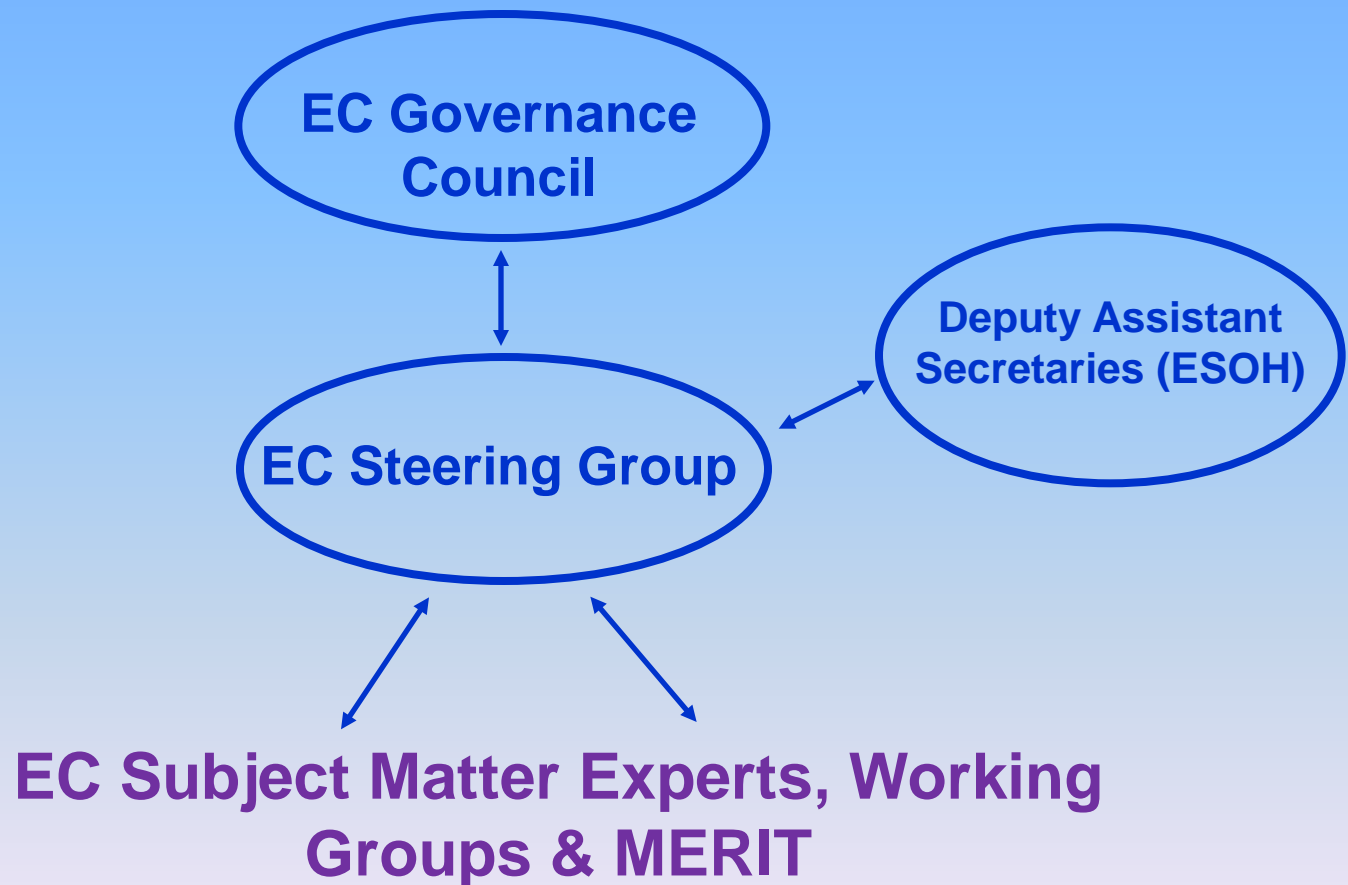 EC Governance
Council
Deputy Assistant
Secretaries (ESOH)
EC Steering Group
EC Subject Matter Experts, Working
Groups & MERIT